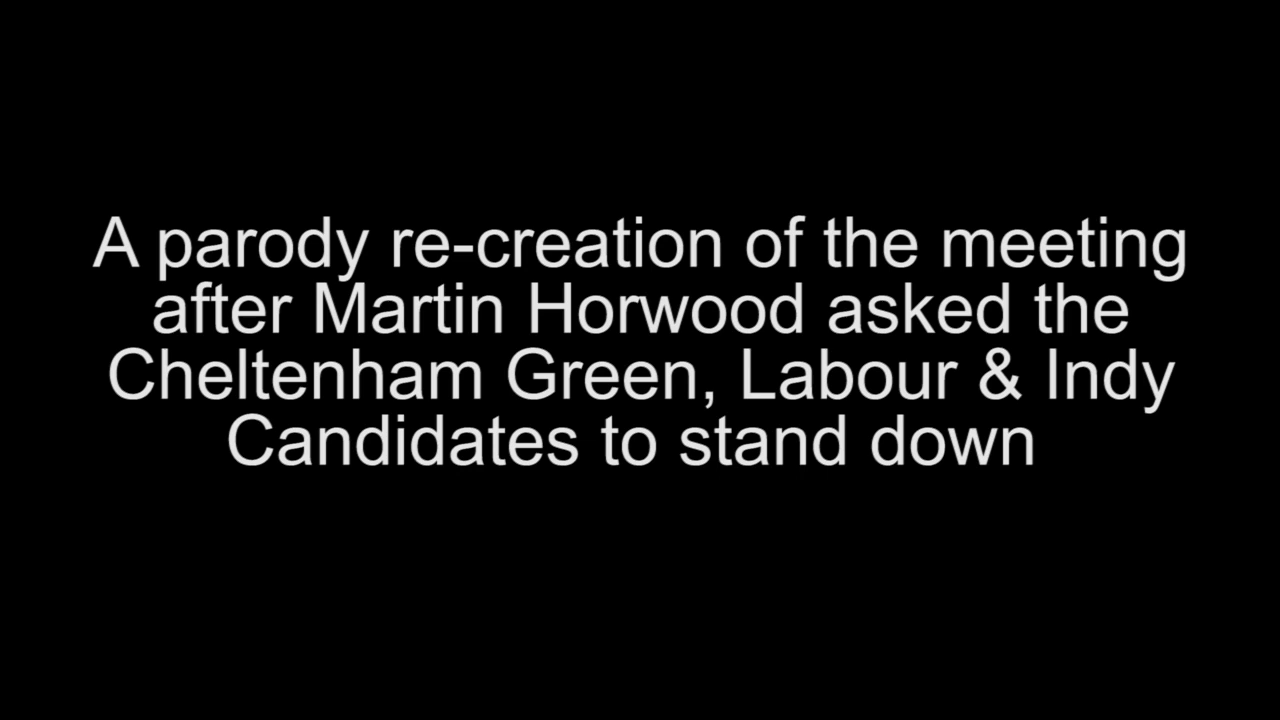 A parody re-creation of the meeting
after Martin Horwood asked the
Cheltenham Green, Labour & Indy
Candidates to stand down